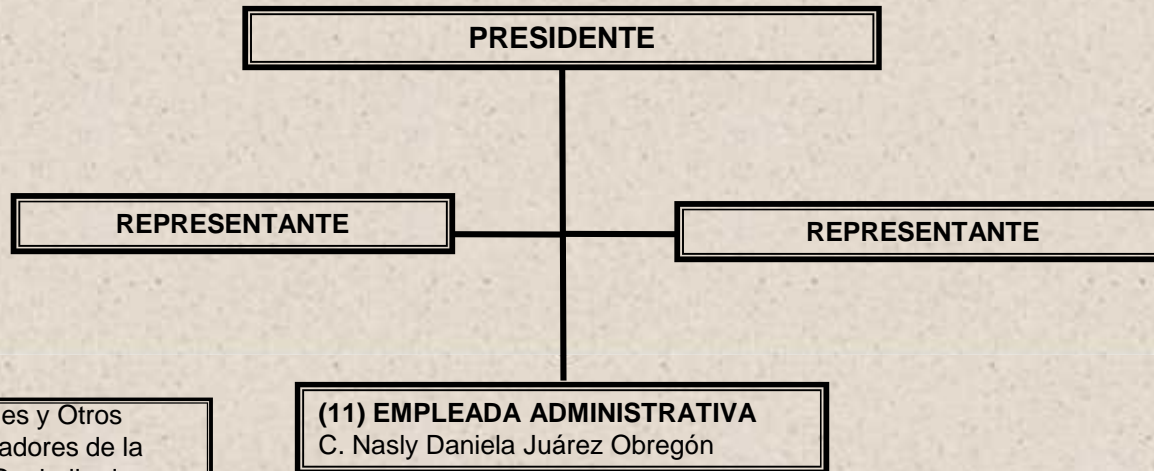 PRESIDENTE
REPRESENTANTE
REPRESENTANTE
(11) EMPLEADA ADMINISTRATIVA
C. Nasly Daniela Juárez Obregón
es y Otros
adores de la